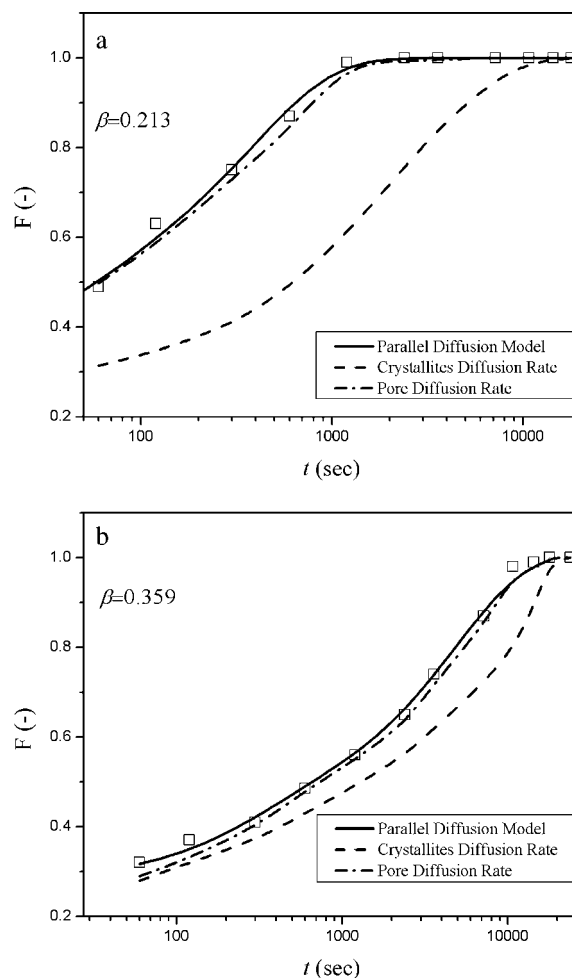 a
1.0
β=0.213
0.8
F (-)
0.6
0.4
Parallel Diffusion Model
Crystallites Diffusion Rate
Pore Diffusion Rate
0.2
100
1000
10000
t (sec)
b
1.0
β=0.359
0.8
F (-)
0.6
0.4
Parallel Diffusion Model
Crystallites Diffusion Rate
Pore Diffusion Rate
0.2
100
1000
10000
t (sec)